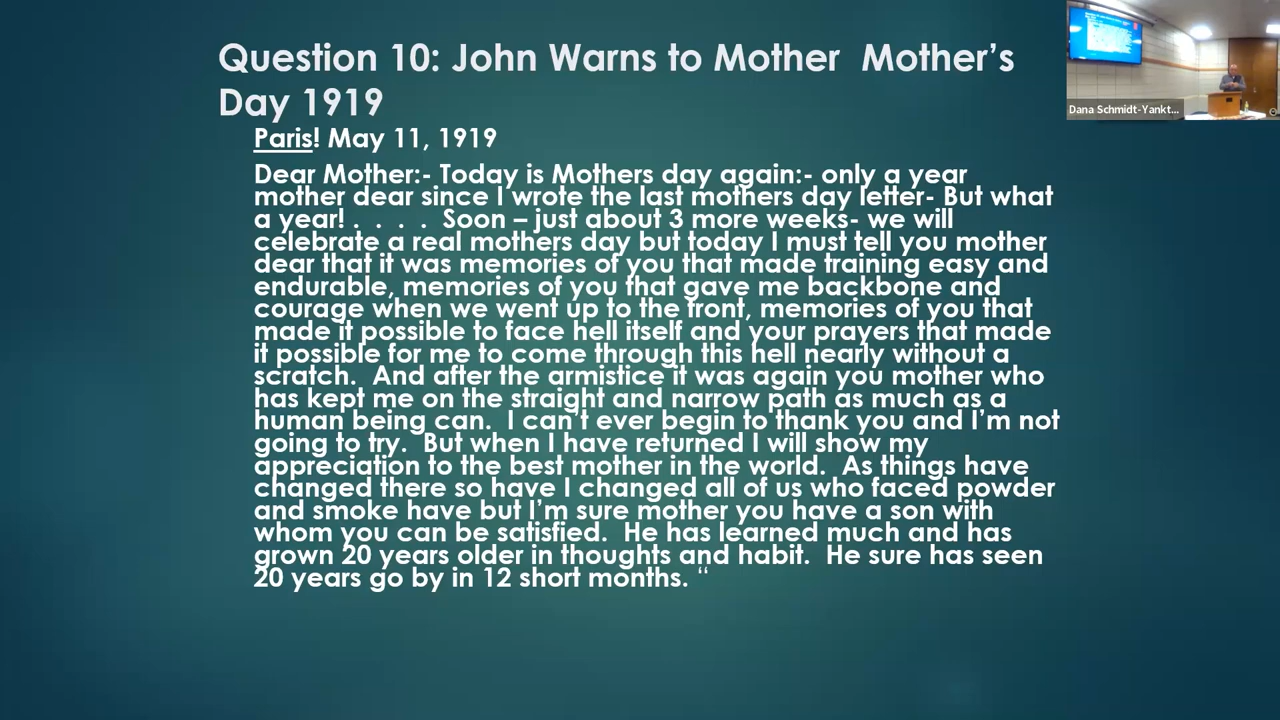 Question 10: John Warns to Mother  Mother’s
Day 1919
Paris! May 11, 1919
Dear Mother:- Today is Mothers day again:- only a year
mother dear since I wrote the last mothers day letter- But what
a year! .  .  .  .  Soon – just about 3 more weeks- we will
celebrate a real mothers day but today I must tell you mother
dear that it was memories of you that made training easy and
endurable, memories of you that gave me backbone and
courage when we went up to the front, memories of you that
made it possible to face hell itself and your prayers that made
it possible for me to come through this hell nearly without a
scratch.  And after the armistice it was again you mother who
has kept me on the straight and narrow path as much as a
human being can.  I can’t ever begin to thank you and I’m not
going to try.  But when I have returned I will show my
appreciation to the best mother in the world.  As things have
changed there so have I changed all of us who faced powder
and smoke have but I’m sure mother you have a son with
whom you can be satisfied.  He has learned much and has
grown 20 years older in thoughts and habit.  He sure has seen
20 years go by in 12 short months. “
Dana Schmidt-Yankt...